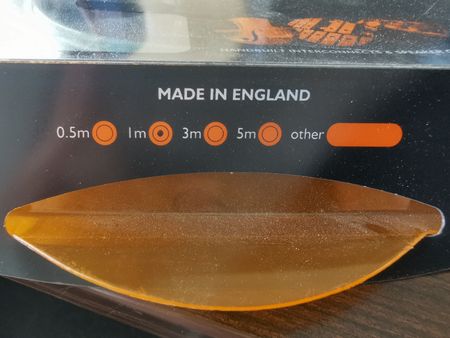 HANDBUILT INTERCONNECTS & SPEAKER
MADE IN ENGLAND
0.5m 1m 3m 5m other